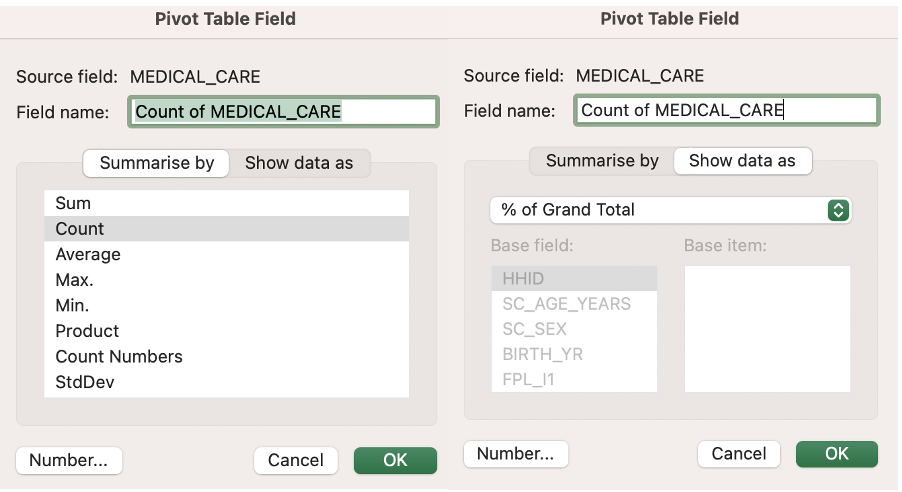 Pivot Table Field
Source field: MEDICAL_CARE
Field name: Count of MEDICAL_CARE
Summarise by Show data as
Sum
Count
Average
Max.
Min.
Product
Count Numbers
StdDev
Number... Cancel OK
Pivot Table Field
Source field: MEDICAL_CARE
Field name: Count of MEDICAL_CARE
Summarise by Show data as
% of Grand Total
Base field: Base item:
HHID
SC_AGE_YEARS
SC_SEX
BIRTH_YR
FPL_I1
Number... Cancel OK